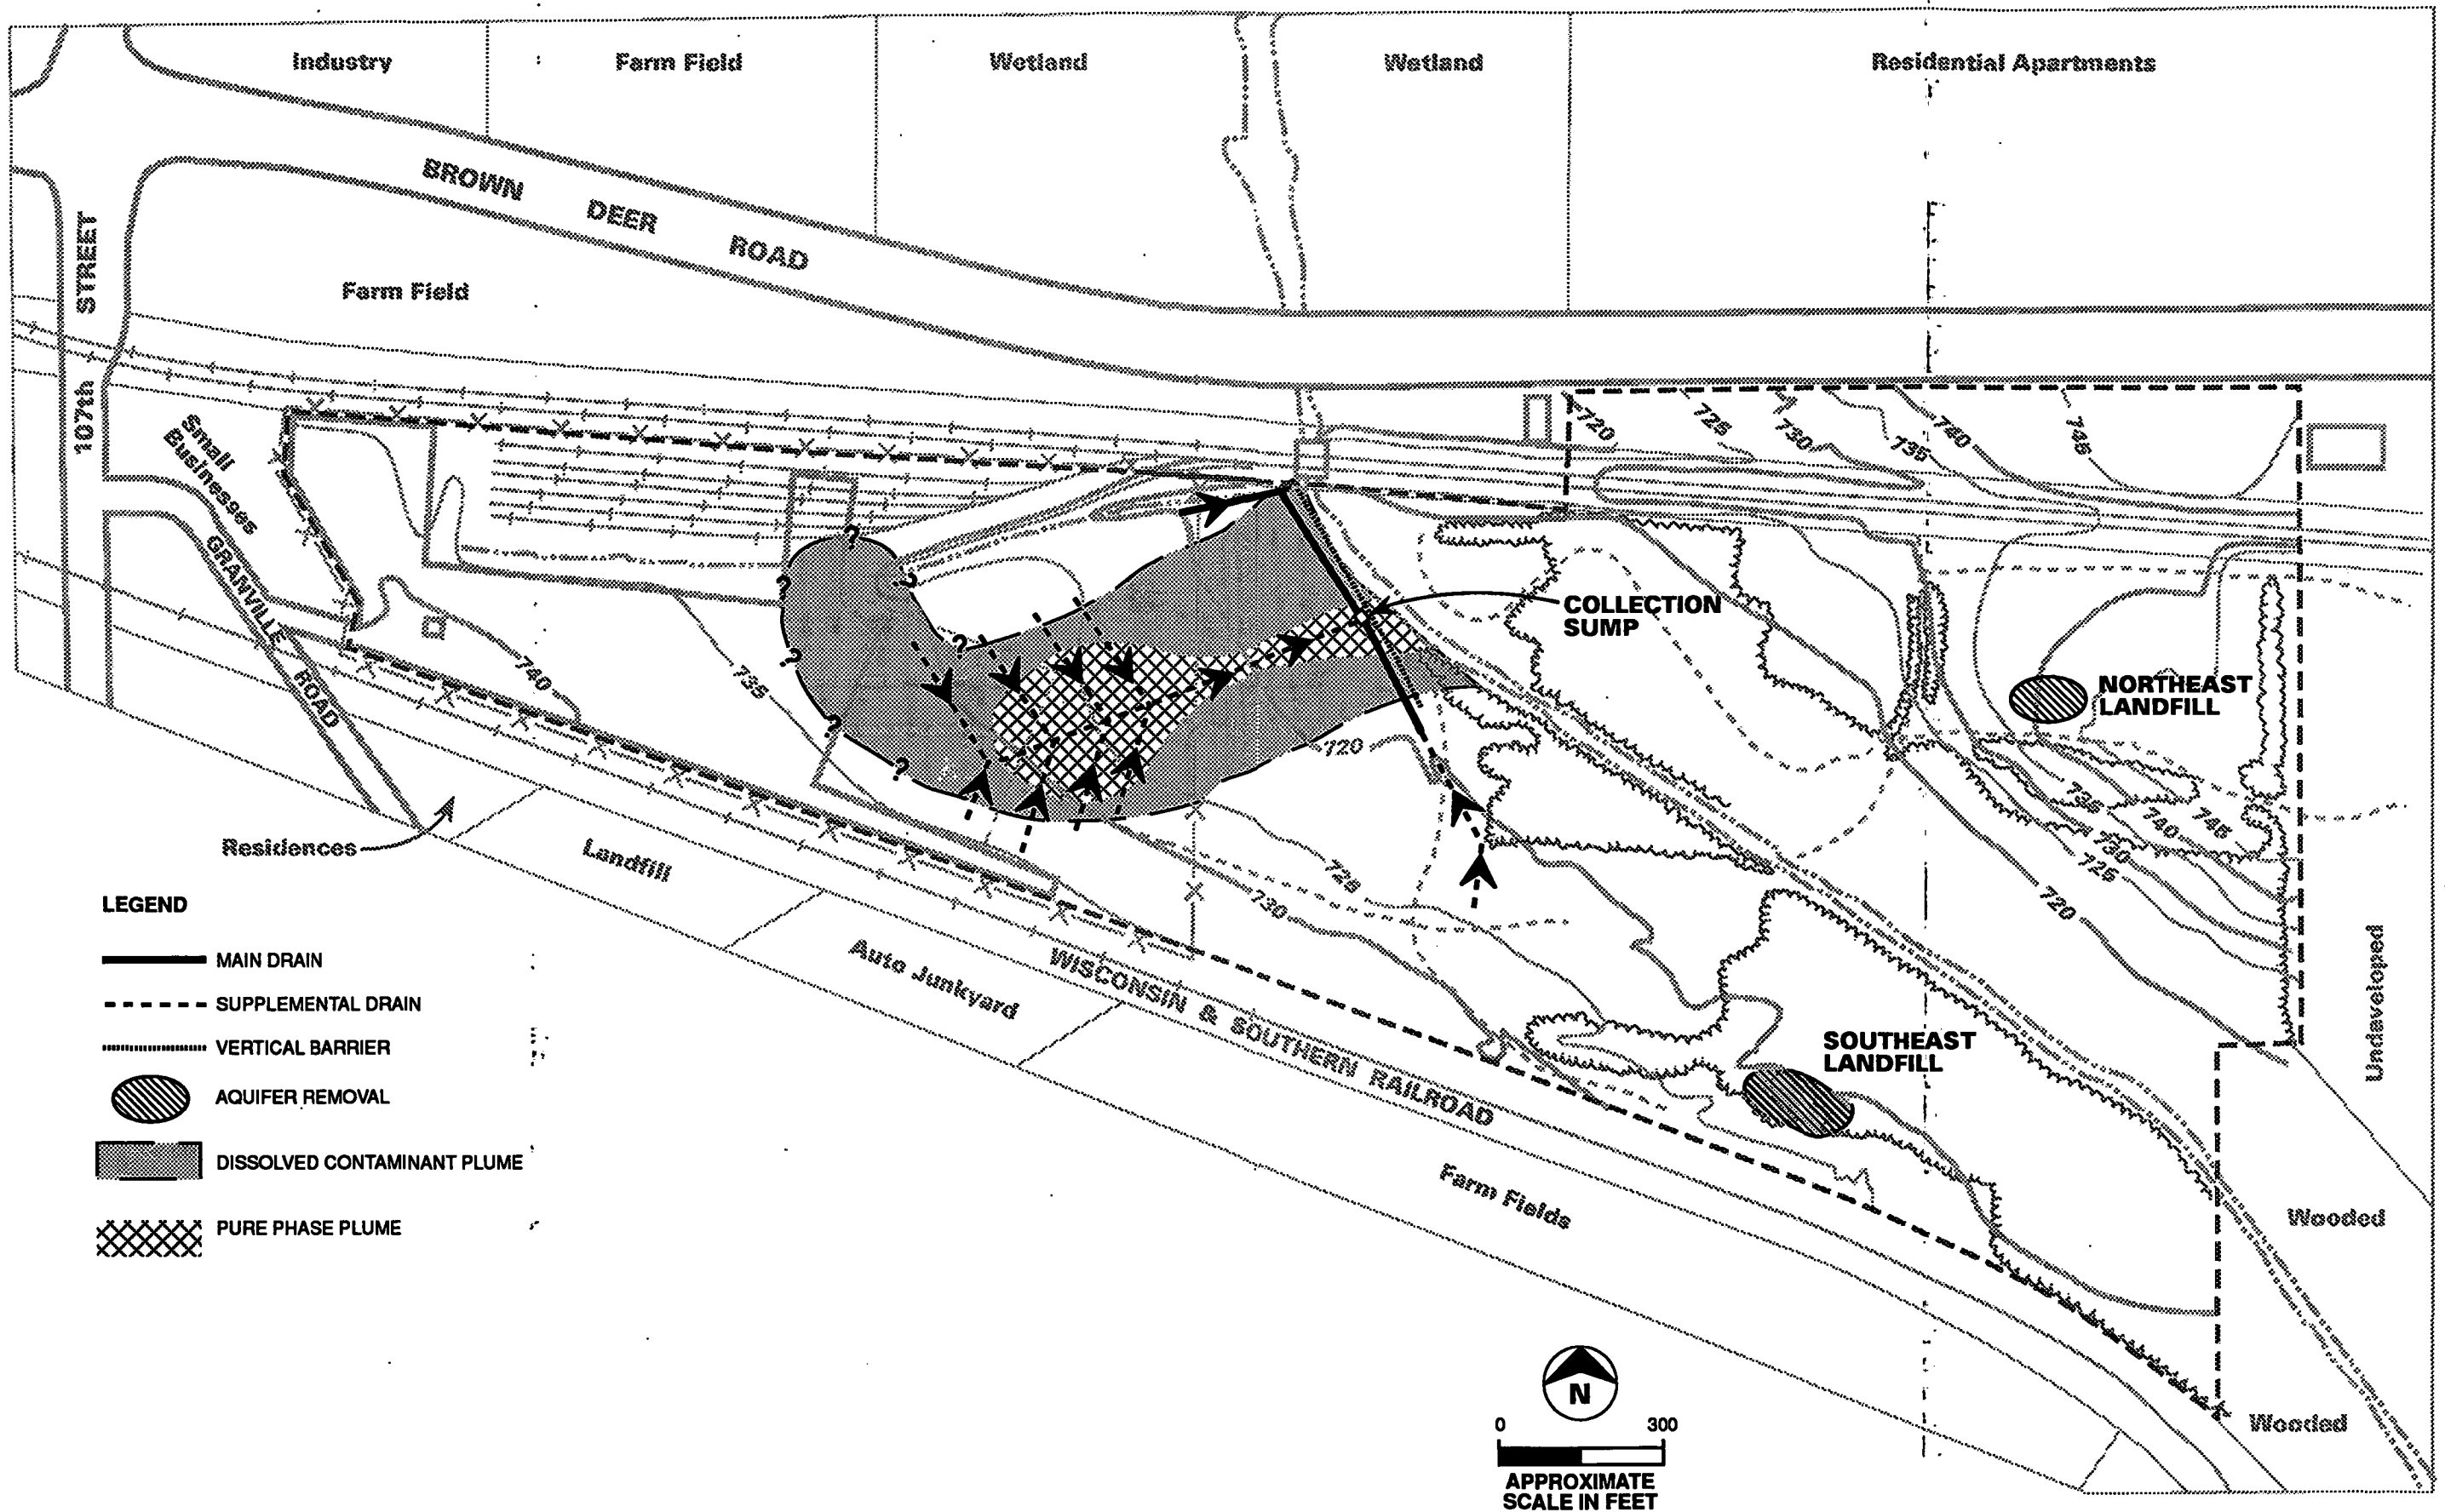 Industry
Farm Field
Wetland
Wetland
Residential Apartments
BROWN DEER ROAD
107th STREET
Farm Field
Small
Businesses
GRANVILLE ROAD
720
725
730
735
740
745
?
?
?
?
?
?
?
740
735
COLLECTION
SUMP
NORTHEAST
LANDFILL
720
735
740
745
730
725
720
725
730
Residences
Landfill
Auto Junkyard
WISCONSIN & SOUTHERN RAILROAD
Farm Fields
SOUTHEAST
LANDFILL
Undeveloped
Wooded
Wooded
LEGEND
MAIN DRAIN
SUPPLEMENTAL DRAIN
VERTICAL BARRIER
AQUIFER REMOVAL
DISSOLVED CONTAMINANT PLUME
PURE PHASE PLUME
N
0 300
APPROXIMATE
SCALE IN FEET